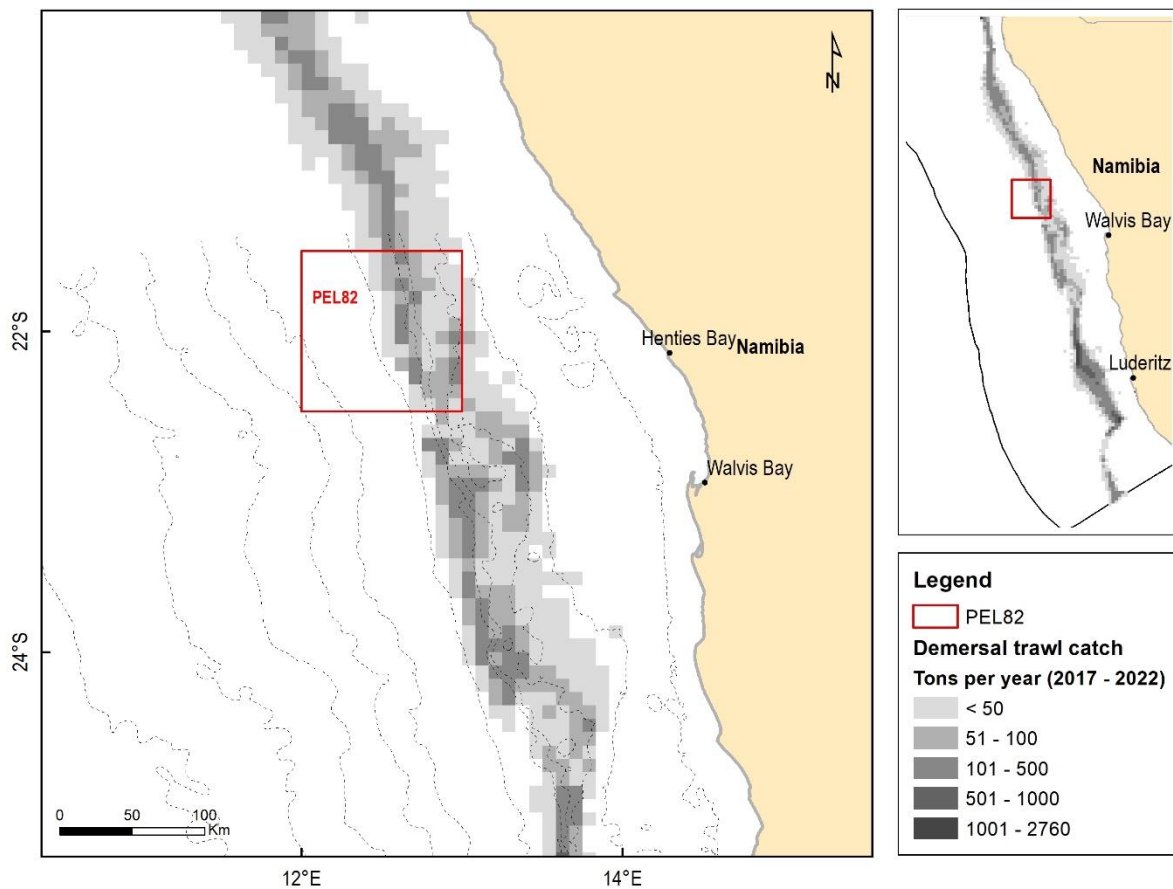 N
PEL82
22°S
Henties Bay
Namibia
Walvis Bay
24°S
0 50 100
Km
12°E 14°E
Namibia
Walvis Bay
Luderitz
Legend
PEL82
Demersal trawl catch
Tons per year (2017 - 2022)
< 50
51 - 100
101 - 500
501 - 1000
1001 - 2760